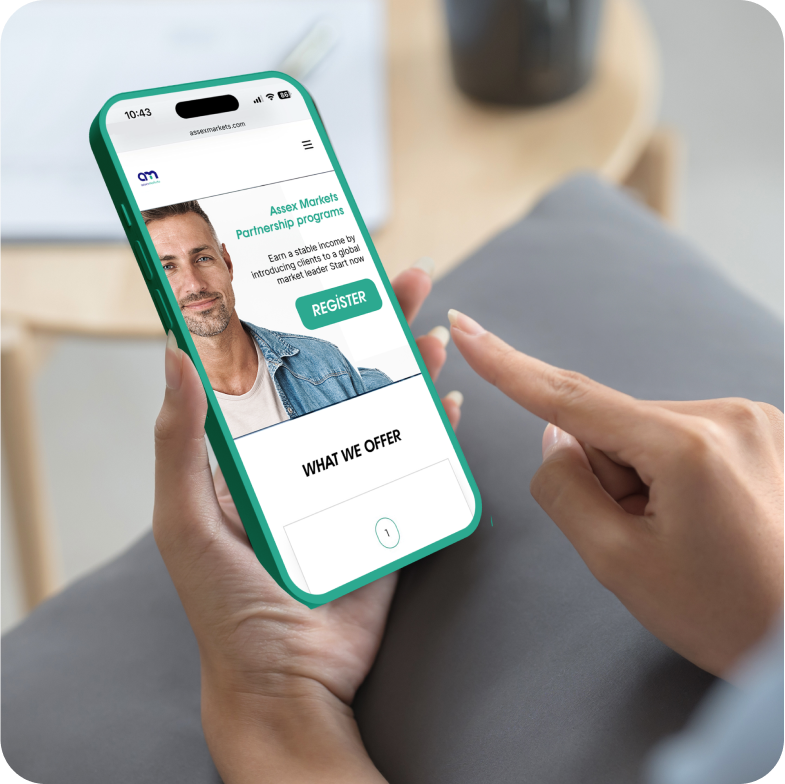 10:43
86
assexmarkets.com
am
Assex Markets
Partnership programs
Earn a stable income by
introducing clients to a global
market leader Start now
REGİSTER
WHAT WE OFFER
1